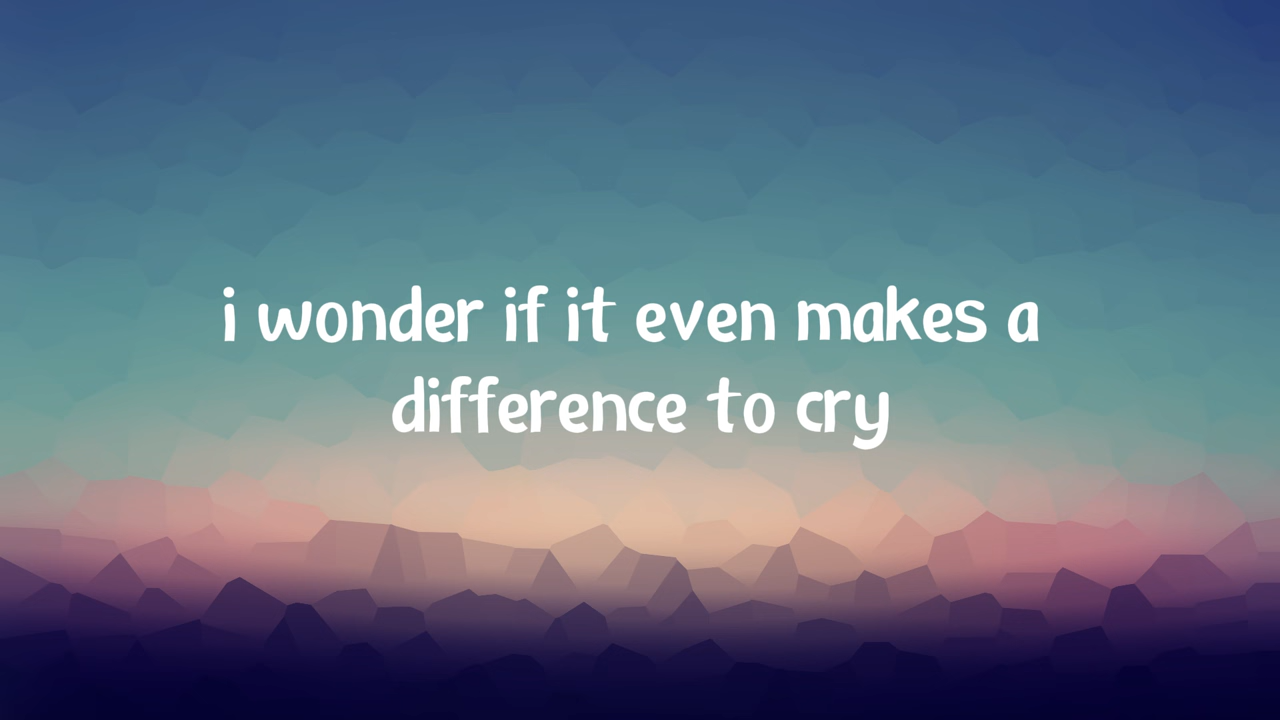 i wonder if it even makes a
difference to cry